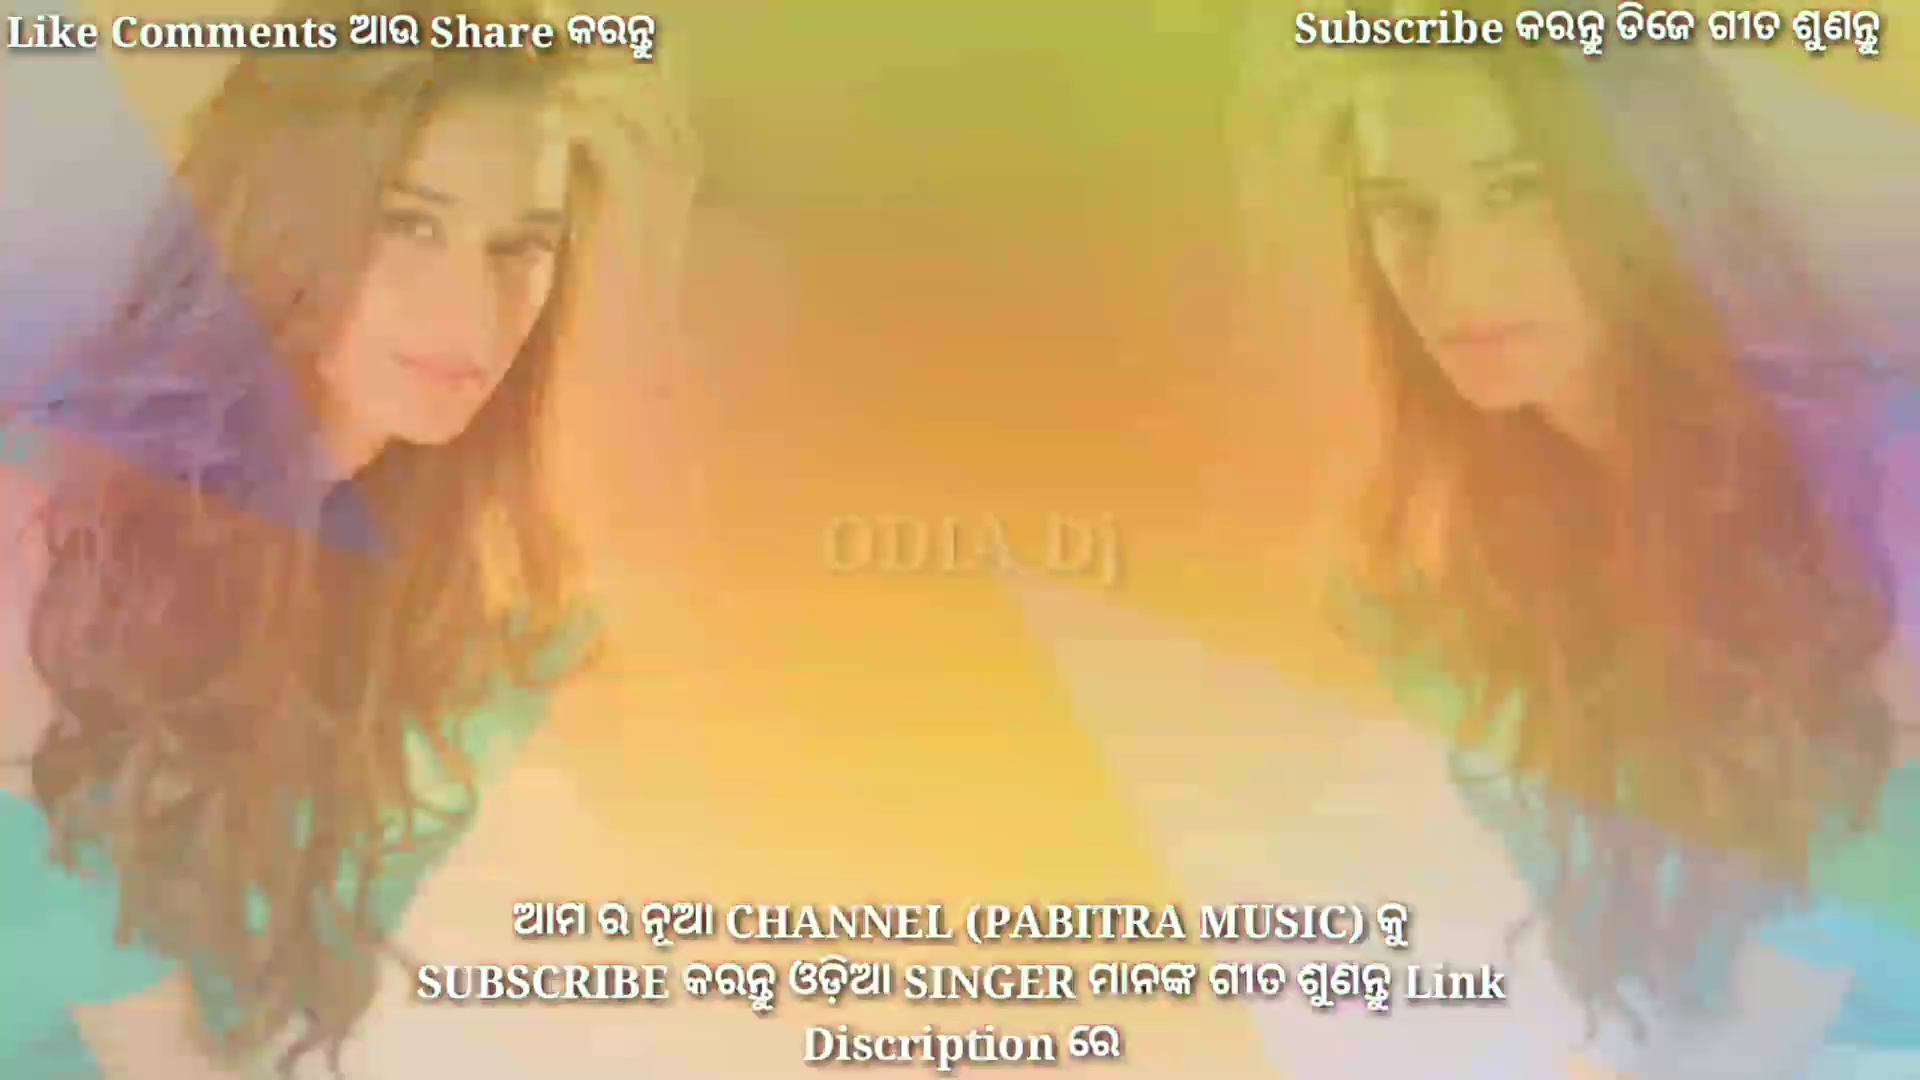 Like Comments ଆଉ Share କରନ୍ତୁ
Subscribe କରନ୍ତୁ ଡିଜେ ଗୀତ ଶୁଣନ୍ତୁ
ODIA Dj
ଆମ ର ନୂଆ CHANNEL (PABITRA MUSIC) କୁ
SUBSCRIBE କରନ୍ତୁ ଓଡ଼ିଆ SINGER ମାନଙ୍କ ଗୀତ ଶୁଣନ୍ତୁ Link
Discription ରେ